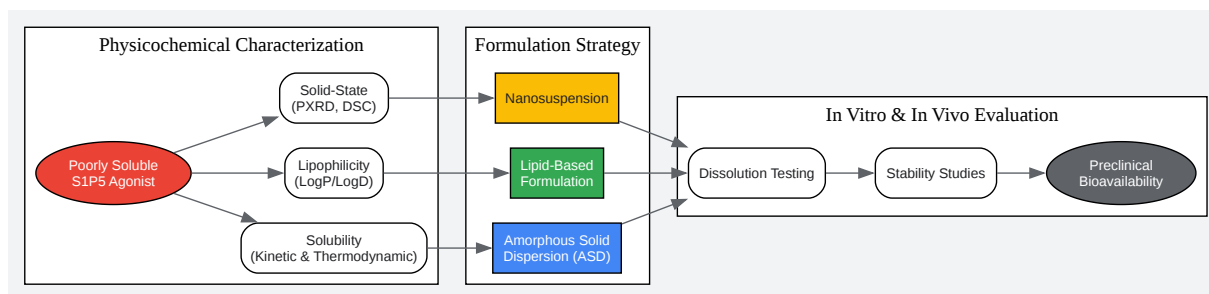 Physicochemical Characterization
Poorly Soluble
S1P5 Agonist
Solid-State
(PXRD, DSC)
Lipophilicity
(LogP/LogD)
Solubility
(Kinetic & Thermodynamic)
Formulation Strategy
Nanosuspension
Lipid-Based
Formulation
Amorphous Solid
Dispersion (ASD)
In Vitro & In Vivo Evaluation
Dissolution Testing
Stability Studies
Preclinical
Bioavailability